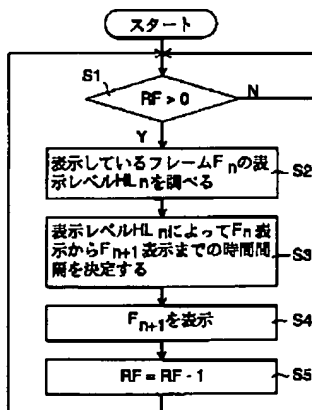 スタート
S1
RF > 0
N
Y
表示しているフレームFnの表
示レベルHLnを調べる
S2
表示レベルHLnによってFn表
示からFn+1表示までの時間間
隔を決定する
S3
Fn+1を表示
S4
RF = RF - 1
S5